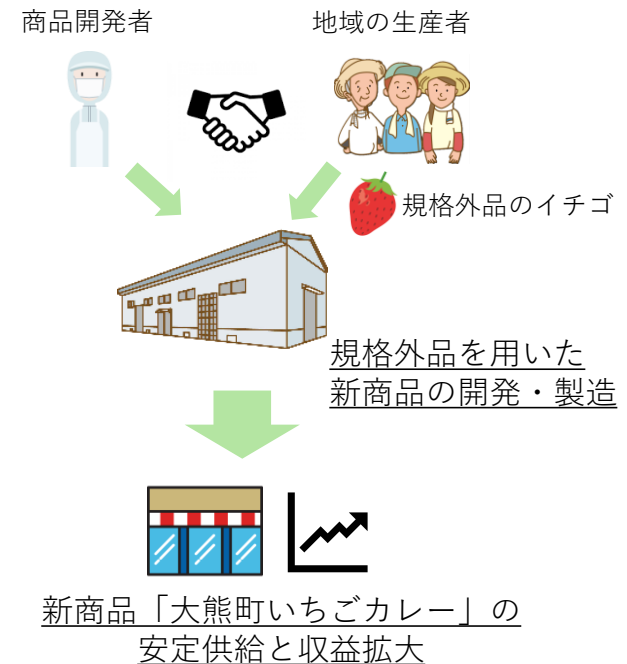 商品開発者
地域の生産者
規格外品のイチゴ
規格外品を用いた
新商品の開発・製造
新商品「大熊町いちごカレー」の
安定供給と収益拡大